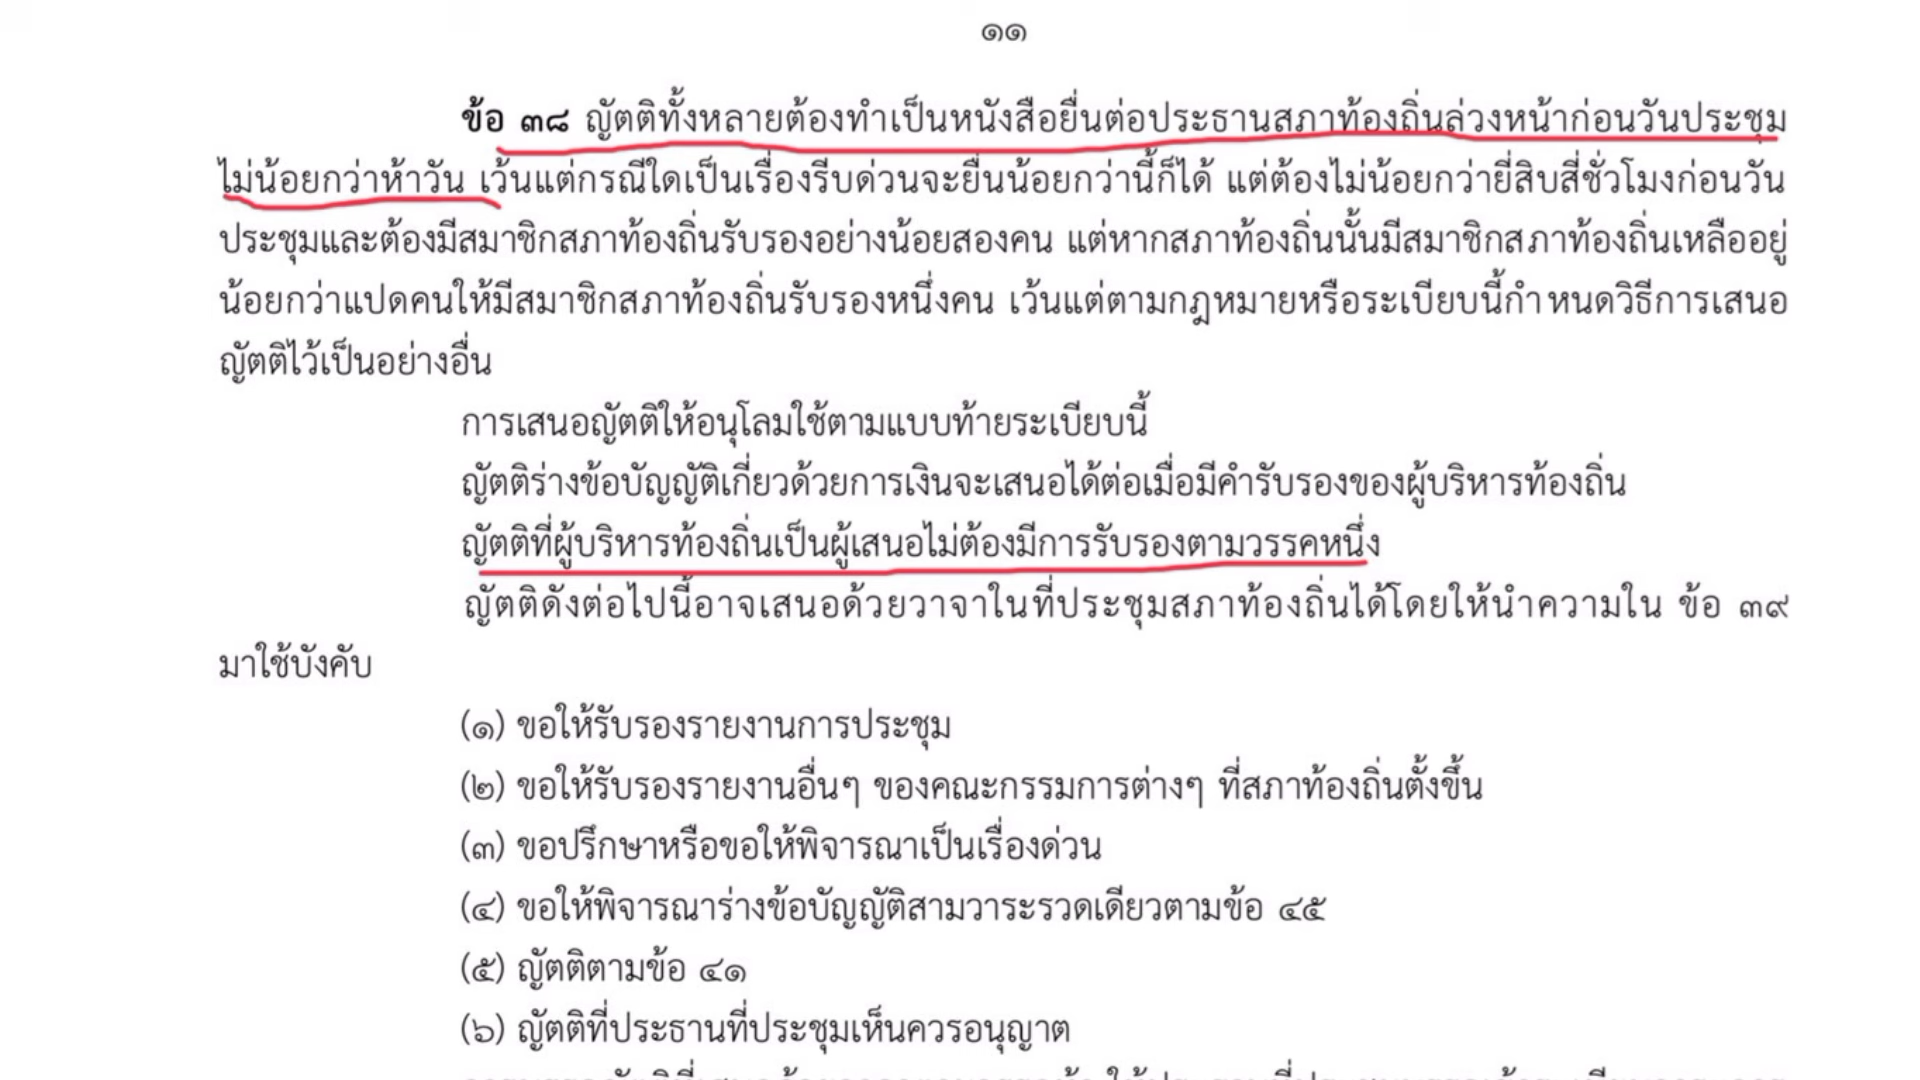 ๑๑
ข้อ ๓๘ ญัตติทั้งหลายต้องทำเป็นหนังสือยื่นต่อประธานสภาท้องถิ่นล่วงหน้าก่อนวันประชุม
ไม่น้อยกว่าห้าวัน เว้นแต่กรณีใดเป็นเรื่องรีบด่วนจะยื่นน้อยกว่านี้ก็ได้ แต่ต้องไม่น้อยกว่ายี่สิบสี่ชั่วโมงก่อนวัน
ประชุมและต้องมีสมาชิกสภาท้องถิ่นรับรองอย่างน้อยสองคน แต่หากสภาท้องถิ่นนั้นมีสมาชิกสภาท้องถิ่นเหลืออยู่
น้อยกว่าแปดคนให้มีสมาชิกสภาท้องถิ่นรับรองหนึ่งคน เว้นแต่ตามกฎหมายหรือระเบียบนี้กำหนดวิธีการเสนอ
ญัตติไว้เป็นอย่างอื่น
การเสนอญัตติให้อนุโลมใช้ตามแบบท้ายระเบียบนี้
ญัตติร่างข้อบัญญัติเกี่ยวด้วยการเงินจะเสนอได้ต่อเมื่อมีคำรับรองของผู้บริหารท้องถิ่น
ญัตติที่ผู้บริหารท้องถิ่นเป็นผู้เสนอไม่ต้องมีการรับรองตามวรรคหนึ่ง
ญัตติดังต่อไปนี้อาจเสนอด้วยวาจาในที่ประชุมสภาท้องถิ่นได้โดยให้นำความใน ข้อ ๓๙
มาใช้บังคับ
(๑) ขอให้รับรองรายงานการประชุม
(๒) ขอให้รับรองรายงานอื่นๆ ของคณะกรรมการต่างๆ ที่สภาท้องถิ่นตั้งขึ้น
(๓) ขอปรึกษาหรือขอให้พิจารณาเป็นเรื่องด่วน
(๔) ขอให้พิจารณาร่างข้อบัญญัติสามวาระรวดเดียวตามข้อ ๔๕
(๕) ญัตติตามข้อ ๔๑
(๖) ญัตติที่ประธานที่ประชุมเห็นควรอนุญาต